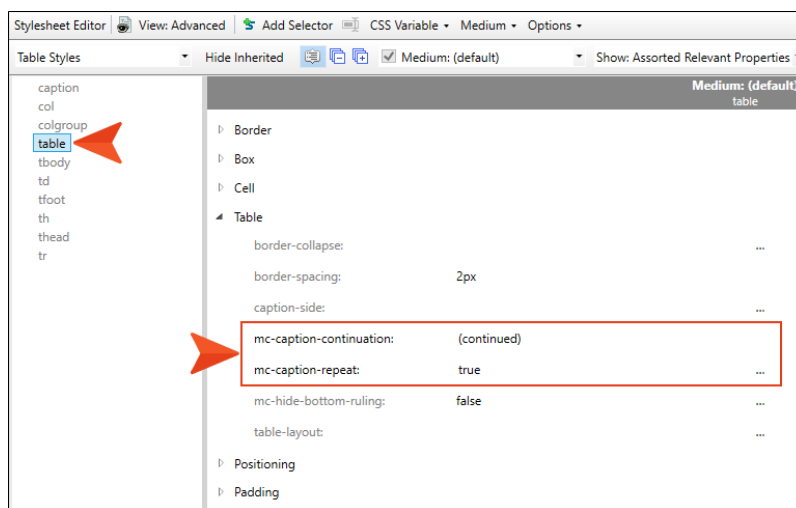 Stylesheet Editor View: Advanced Add Selector CSS Variable Medium Options
Table Styles Hide Inherited Medium: (default) Show: Assorted Relevant Properties
caption
col
colgroup
table
tbody
td
tfoot
th
thead
tr
Medium: (default)
table
Border
Box
Cell
Table
border-collapse: ...
border-spacing: 2px
caption-side: ...
mc-caption-continuation: (continued)
mc-caption-repeat: true ...
mc-hide-bottom-ruling: false ...
table-layout: ...
Positioning
Padding